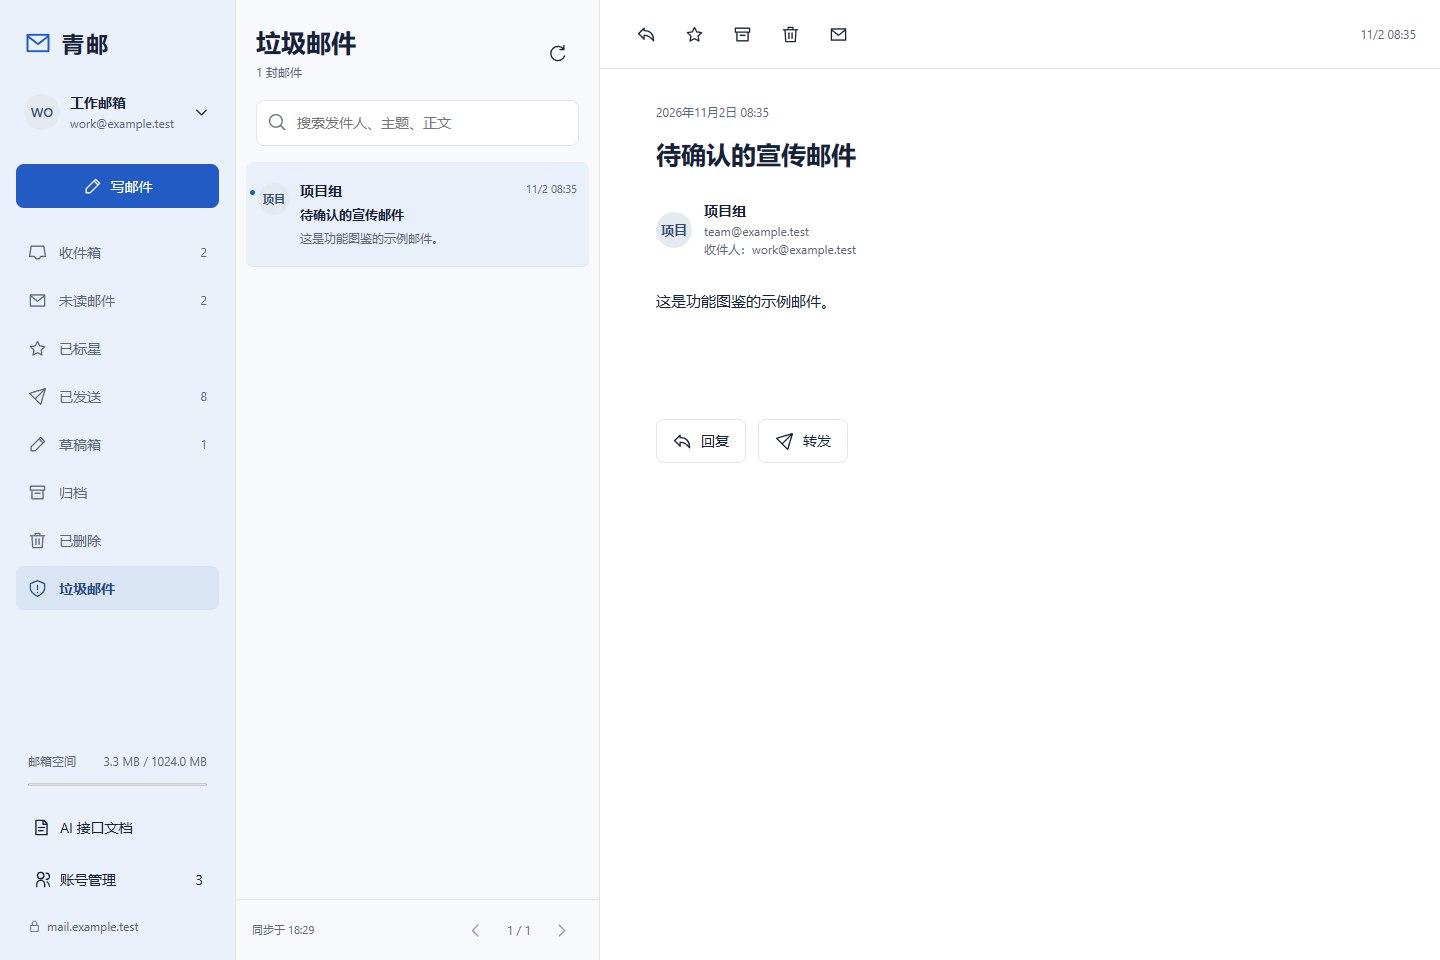 青邮
WO
工作邮箱
work@example.test
写邮件
收件箱 2
未读邮件 2
已标星
已发送 8
草稿箱 1
归档
已删除
垃圾邮件
邮箱空间 3.3 MB / 1024.0 MB
AI 接口文档
账号管理 3
mail.example.test
垃圾邮件
1 封邮件
搜索发件人、主题、正文
项目
项目组 11/2 08:35
待确认的宣传邮件
这是功能图鉴的示例邮件。
同步于 18:29
1 / 1
11/2 08:35
2026年11月2日 08:35
待确认的宣传邮件
项目
项目组
team@example.test
收件人：work@example.test
这是功能图鉴的示例邮件。
回复
转发